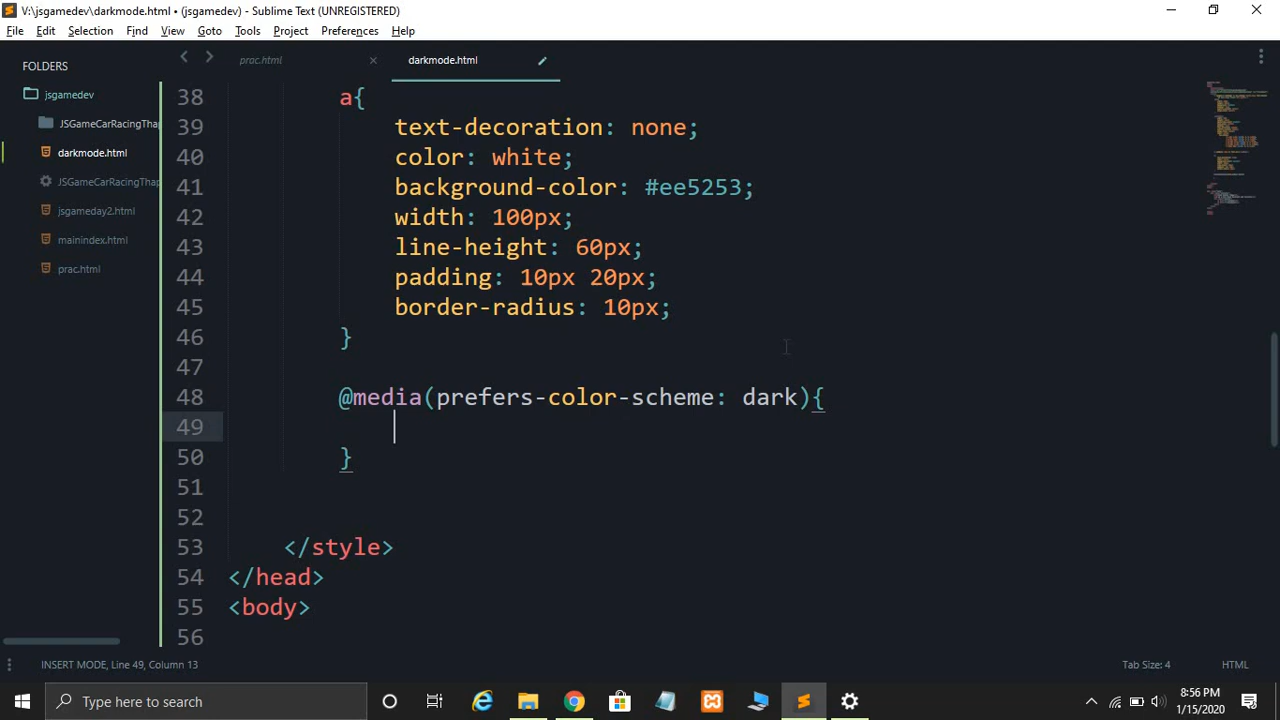 V:\jsgamedev\darkmode.html • (jsgamedev) - Sublime Text (UNREGISTERED)
File Edit Selection Find View Goto Tools Project Preferences Help
FOLDERS
jsgamedev
JSGameCarRacingThap
darkmode.html
JSGameCarRacingThap
jsgameday2.html
mainindex.html
prac.html
prac.html
darkmode.html
38 a{
39 text-decoration: none;
40 color: white;
41 background-color: #ee5253;
42 width: 100px;
43 line-height: 60px;
44 padding: 10px 20px;
45 border-radius: 10px;
46 }
47
48 @media(prefers-color-scheme: dark){
49
50 }
51
52
53 </style>
54 </head>
55 <body>
56
INSERT MODE, Line 49, Column 13
Tab Size: 4
HTML
Type here to search
8:56 PM
1/15/2020